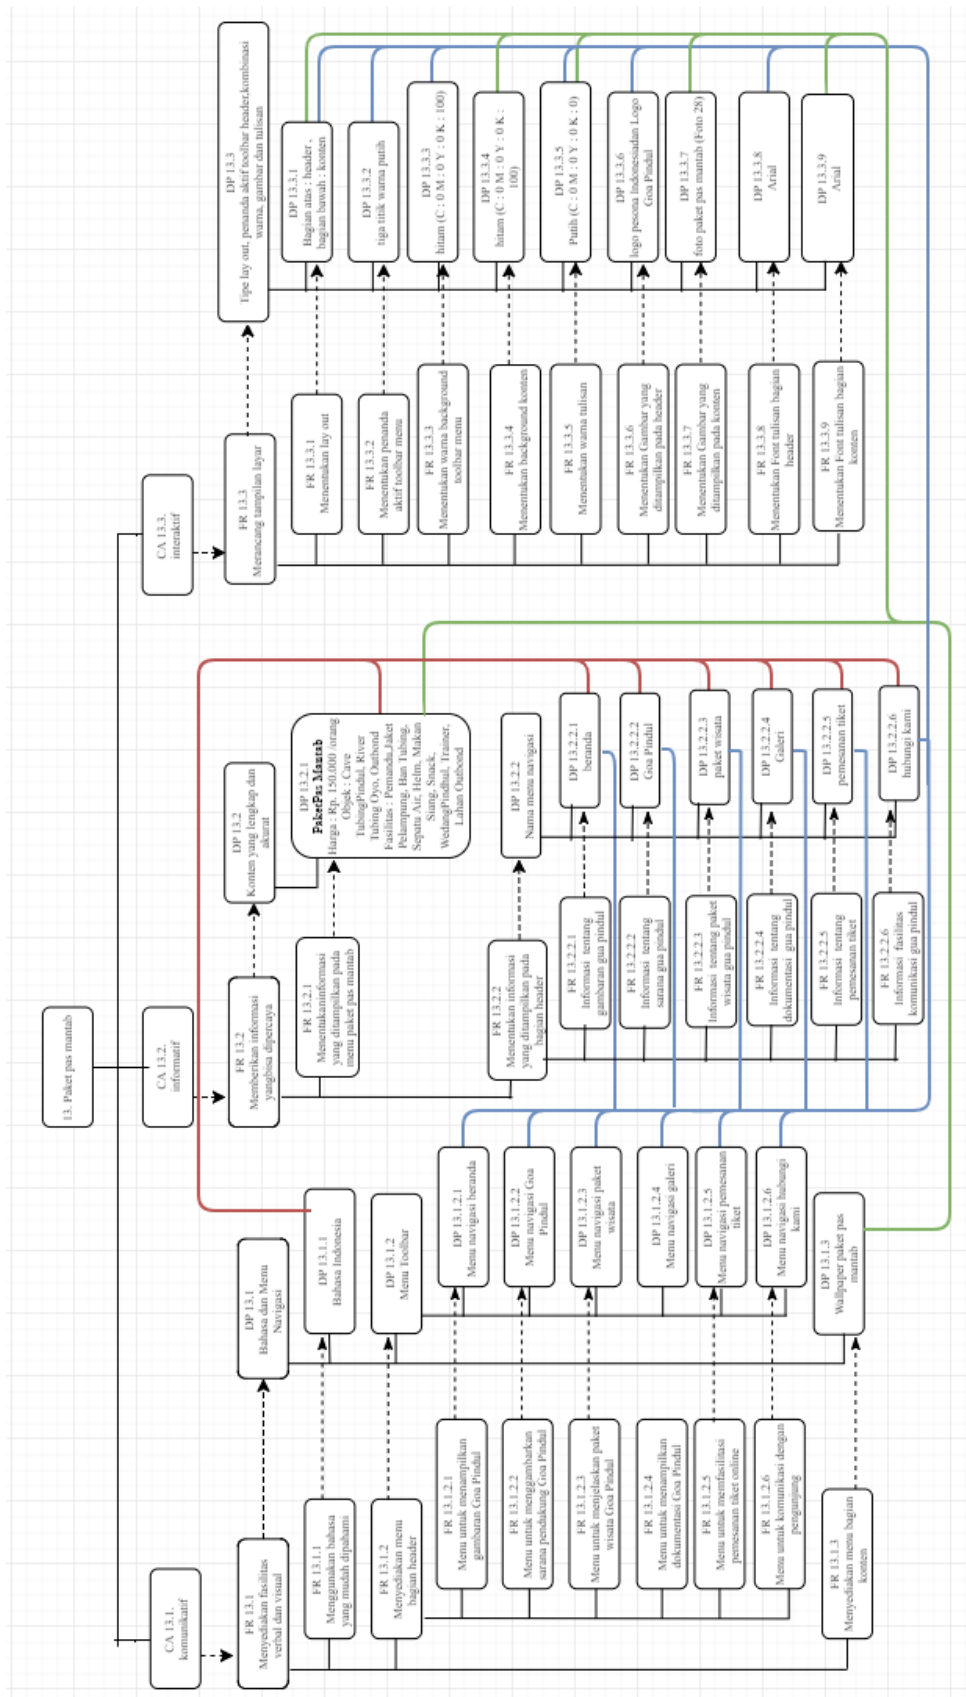 13. Paket pas mantab
CA 13.1.
komunikatif
FR 13.1
Menyediakan fasilitas
verbal dan visual
DP 13.1
Bahasa dan Menu
Navigasi
FR 13.1.1
Menggunakan bahasa
yang mudah dipahami
DP 13.1.1
Bahasa Indonesia
FR 13.1.2
Menyediakan menu
bagian header
DP 13.1.2
Menu Toolbar
FR 13.1.2.1
Menu untuk menampilkan
gambaran Goa Pindul
DP 13.1.2.1
Menu navigasi beranda
FR 13.1.2.2
Menu untuk menggambarkan
sarana pendukung Goa Pindul
DP 13.1.2.2
Menu navigasi Goa
Pindul
FR 13.1.2.3
Menu untuk menjelaskan paket
wisata Goa Pindul
DP 13.1.2.3
Menu navigasi paket
wisata
FR 13.1.2.4
Menu untuk menampilkan
dokumentasi Goa Pindul
DP 13.1.2.4
Menu navigasi galeri
FR 13.1.2.5
Menu untuk memfasilitasi
pemesanan tiket online
DP 13.1.2.5
Menu navigasi pemesanan
tiket
FR 13.1.2.6
Menu untuk komunikasi dengan
pengunjung
DP 13.1.2.6
Menu navigasi hubungi
kami
FR 13.1.3
Menyediakan menu bagian
konten
DP 13.1.3
Wallpaper paket pas
mantab
CA 13.2.
informatif
FR 13.2
Memberikan informasi
yangbisa dipercaya
DP 13.2
Konten yang lengkap dan
akurat
FR 13.2.1
Menentukaninformasi
yang ditampilkan pada
menu paket pas mantab
DP 13.2.1
PaketPas Mantab
Harga : Rp. 150.000 /orang
Objek : Cave
TubingPindul, River
Tubing Oyo, Outbond
Fasilitas : Pemandu,Jaket
Pelampung, Ban Tubing,
Sepatu Air, Helm, Makan
Siang, Snack,
WedangPindhul, Trainer,
Lahan Outbond
FR 13.2.2
Menentukan informasi
yang ditampilkan pada
bagian header
DP 13.2.2
Nama menu navigasi
FR 13.2.2.1
Informasi tentang
gambaran gua pindul
DP 13.2.2.1
beranda
FR 13.2.2.2
Informasi tentang
sarana gua pindul
DP 13.2.2.2
Goa Pindul
FR 13.2.2.3
Informasi tentang paket
wisata gua pindul
DP 13.2.2.3
paket wisata
FR 13.2.2.4
Informasi tentang
dokumentasi gua pindul
DP 13.2.2.4
Galeri
FR 13.2.2.5
Informasi tentang
pemesanan tiket
DP 13.2.2.5
pemesanan tiket
FR 13.2.2.6
Informasi fasilitas
komunikasi gua pindul
DP 13.2.2.6
hubungi kami
CA 13.3.
interaktif
FR 13.3
Merancang tampilan layar
DP 13.3
Tipe lay out, penanda aktif toolbar header,kombinasi
warna, gambar dan tulisan
FR 13.3.1
Menentukan lay out
DP 13.3.1
Bagian atas : header ,
bagian bawah : konten
FR 13.3.2
Menentukan penanda
aktif toolbar menu
DP 13.3.2
tiga titik warna putih
FR 13.3.3
Menentukan warna background
toolbar menu
DP 13.3.3
hitam (C : 0 M : 0 Y : 0 K : 100)
FR 13.3.4
Menentukan background konten
DP 13.3.4
hitam (C : 0 M : 0 Y : 0 K :
100)
FR 13.3.5
Menentukan warna tulisan
DP 13.3.5
Putih (C : 0 M : 0 Y : 0 K : 0)
FR 13.3.6
Menentukan Gambar yang
ditampilkan pada header
DP 13.3.6
logo pesona Indonesiadan Logo
Goa Pindul
FR 13.3.7
Menentukan Gambar yang
ditampilkan pada konten
DP 13.3.7
foto paket pas mantab (Foto 28)
FR 13.3.8
Menentukan Font tulisan bagian
header
DP 13.3.8
Arial
FR 13.3.9
Menentukan Font tulisan bagian
konten
DP 13.3.9
Arial